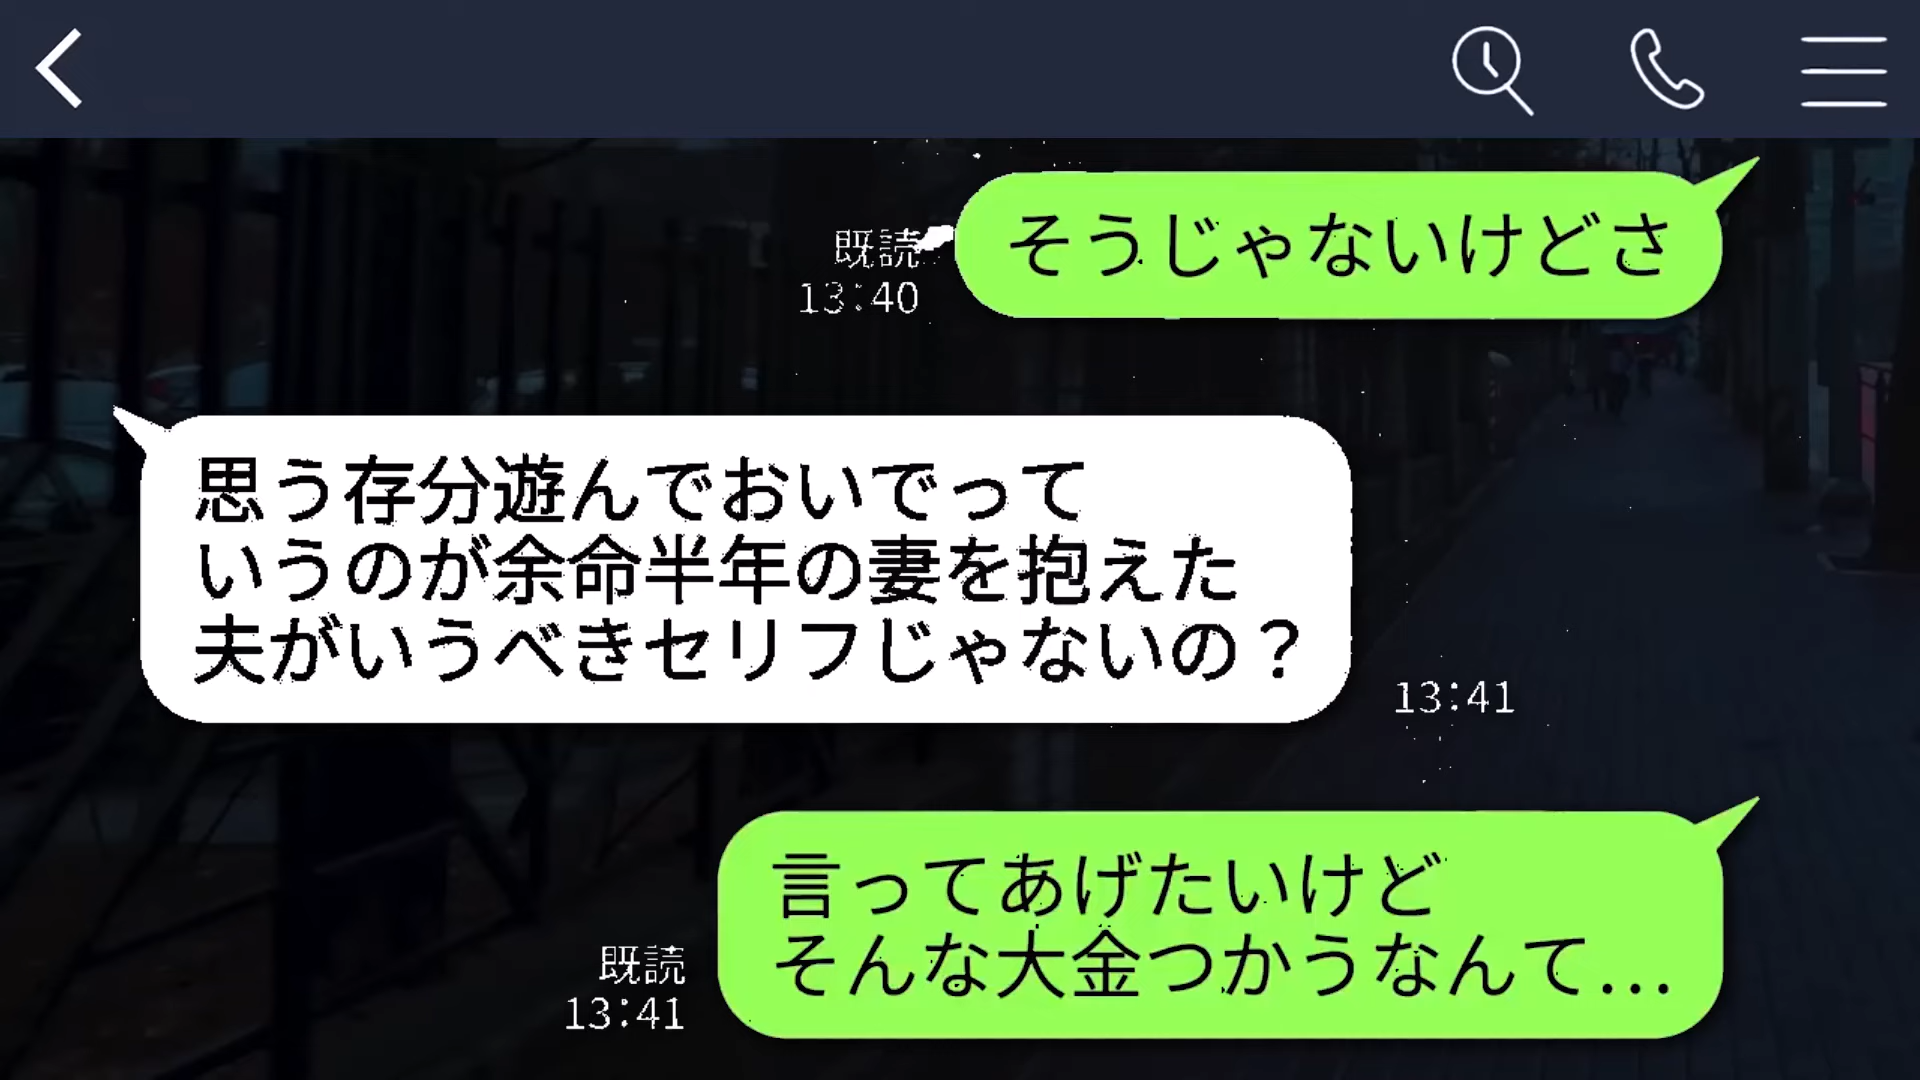 そうじゃないけどさ
既読
13:40
思う存分遊んでおいでって
いうのが余命半年の妻を抱えた
夫がいうべきセリフじゃないの？
13:41
言ってあげたいけど
そんな大金つかうなんて…
既読
13:41